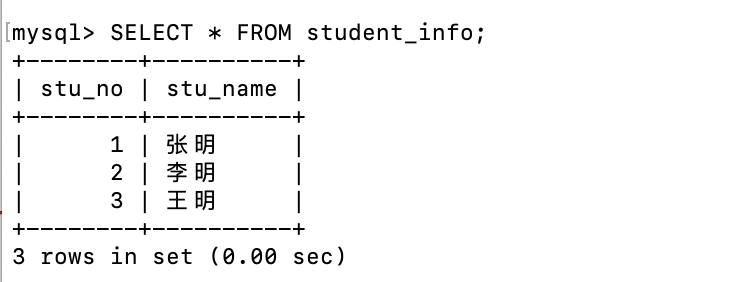 mysql> SELECT * FROM student_info;
+--------+----------+
| stu_no | stu_name |
+--------+----------+
|      1 | 张明     |
|      2 | 李明     |
|      3 | 王明     |
+--------+----------+
3 rows in set (0.00 sec)